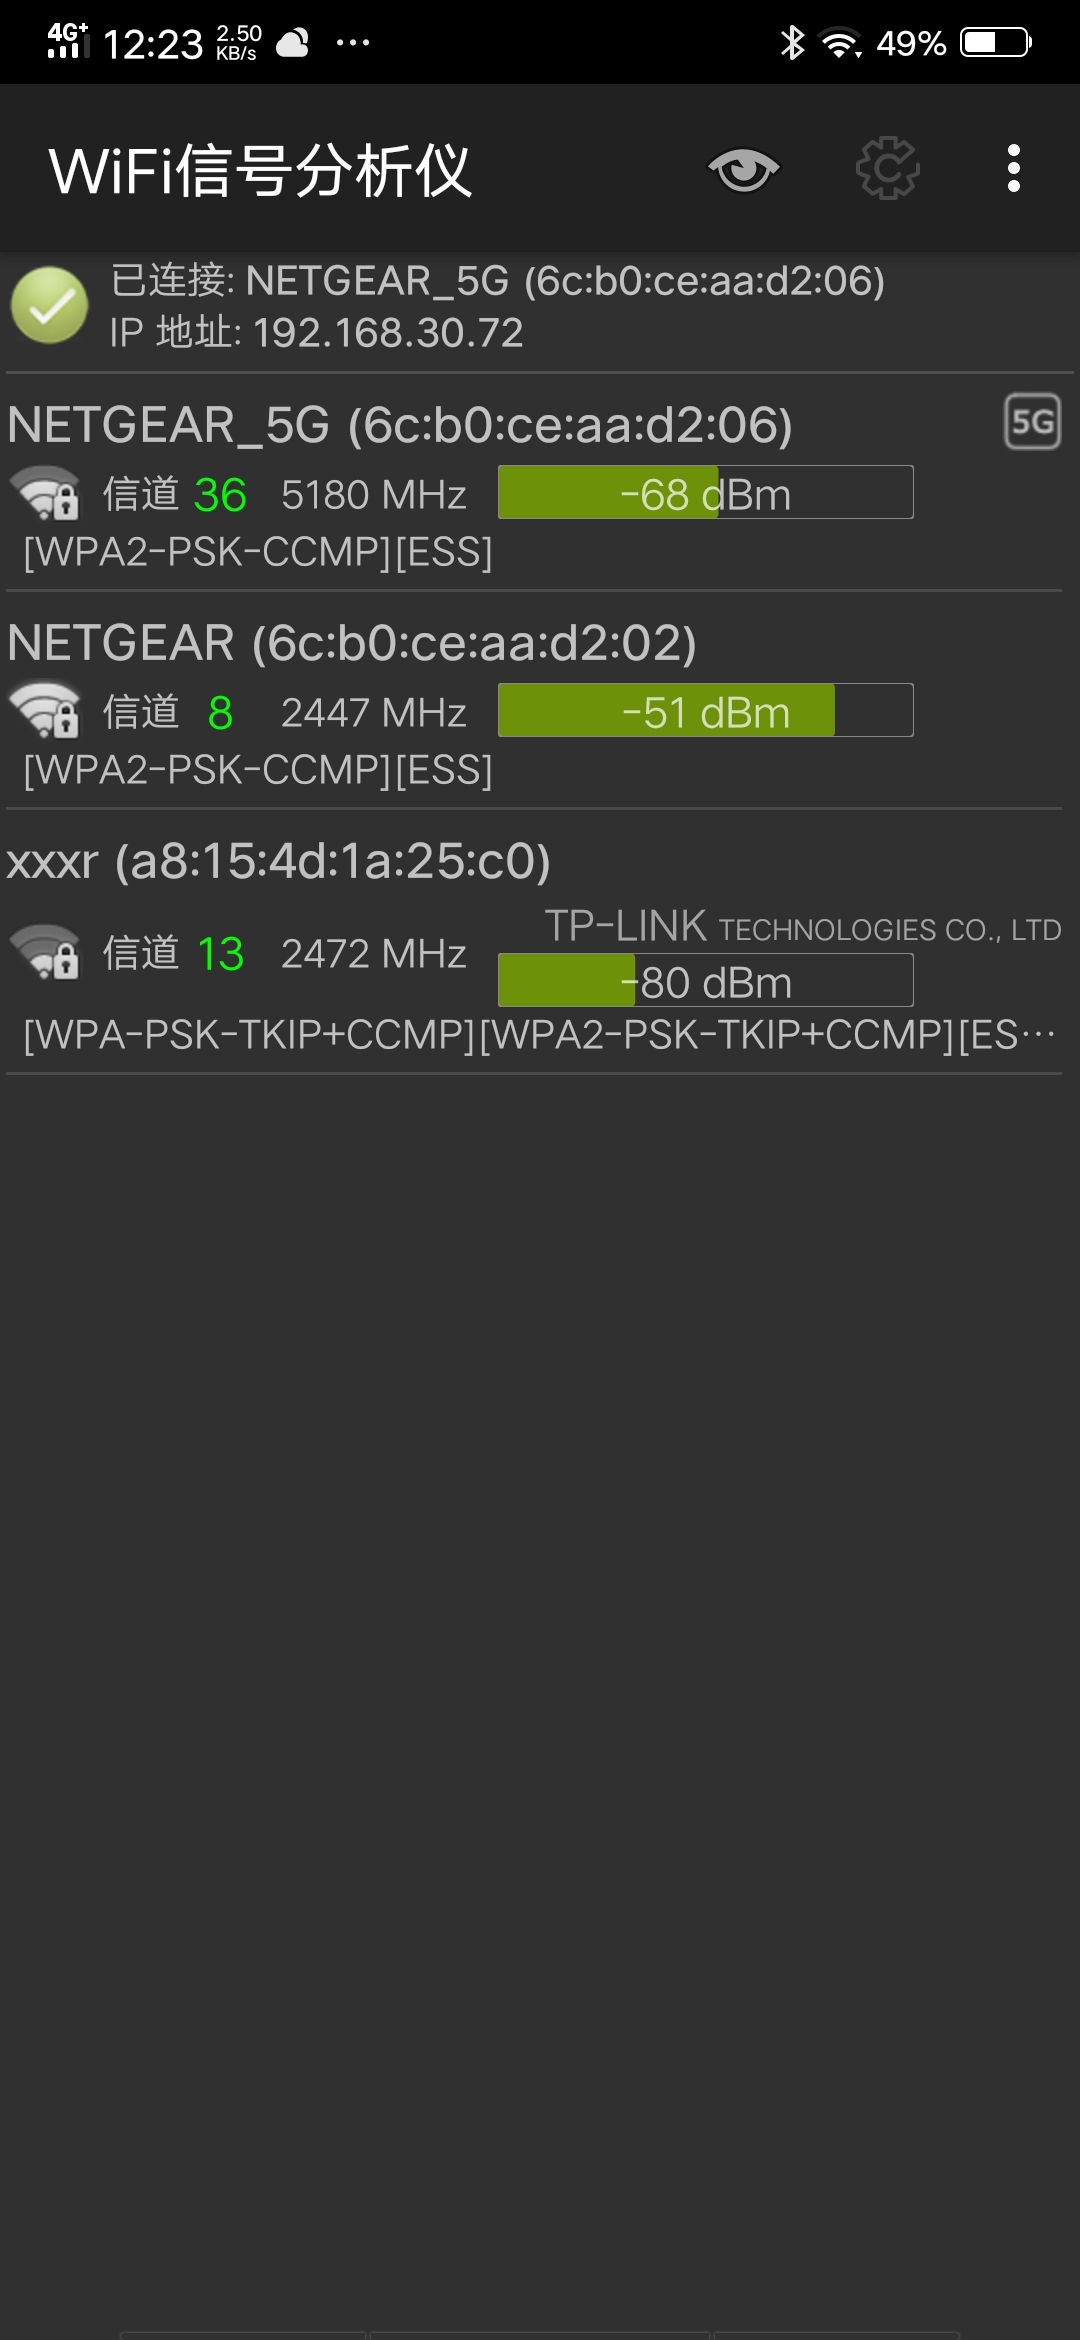 4G+ 12:23 2.50 KB/s ··· 49%
WiFi信号分析仪
已连接: NETGEAR_5G (6c:b0:ce:aa:d2:06)
IP 地址: 192.168.30.72
NETGEAR_5G (6c:b0:ce:aa:d2:06) 5G
信道 36 5180 MHz -68 dBm
[WPA2-PSK-CCMP][ESS]
NETGEAR (6c:b0:ce:aa:d2:02)
信道 8 2447 MHz -51 dBm
[WPA2-PSK-CCMP][ESS]
xxxr (a8:15:4d:1a:25:c0)
TP-LINK TECHNOLOGIES CO., LTD
信道 13 2472 MHz -80 dBm
[WPA-PSK-TKIP+CCMP][WPA2-PSK-TKIP+CCMP][ES···